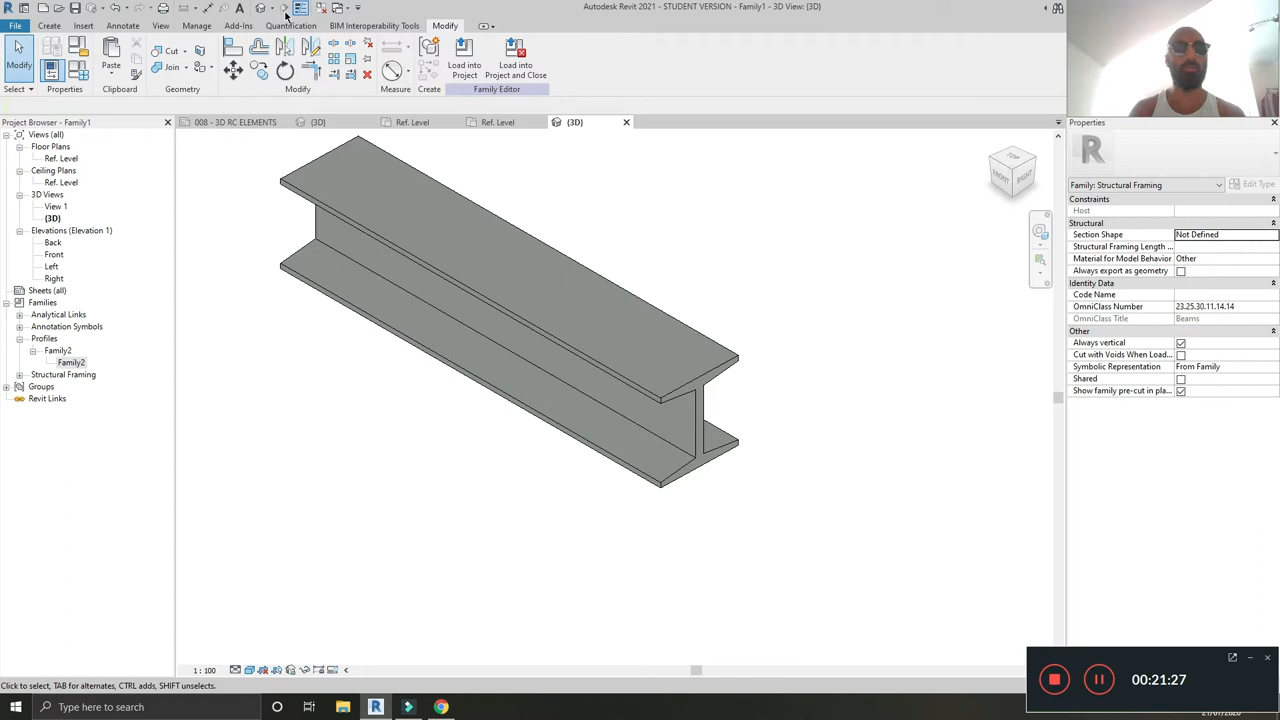 Autodesk Revit 2021 - STUDENT VERSION - Family1 - 3D View: {3D}
File Create Insert Annotate View Manage Add-Ins Quantification BIM Interoperability Tools Modify
Modify Paste Cut Join Load into Project Load into Project and Close
Select Properties Clipboard Geometry Modify Measure Create Family Editor
Project Browser - Family1
008 - 3D RC ELEMENTS {3D} Ref. Level Ref. Level {3D}
Views (all)
Floor Plans
Ref. Level
Ceiling Plans
Ref. Level
3D Views
View 1
{3D}
Elevations (Elevation 1)
Back
Front
Left
Right
Sheets (all)
Families
Analytical Links
Annotation Symbols
Profiles
Family2
Family2
Structural Framing
Groups
Revit Links
TOP
FRONT RIGHT
Properties
Family: Structural Framing Edit Type
Constraints
Host
Structural
Section Shape Not Defined
Structural Framing Length ...
Material for Model Behavior Other
Always export as geometry
Identity Data
Code Name
OmniClass Number 23.25.30.11.14.14
OmniClass Title Beams
Other
Always vertical
Cut with Voids When Load...
Symbolic Representation From Family
Shared
Show family pre-cut in pla...
1 : 100
00:21:27
Click to select, TAB for alternates, CTRL adds, SHIFT unselects.
Type here to search